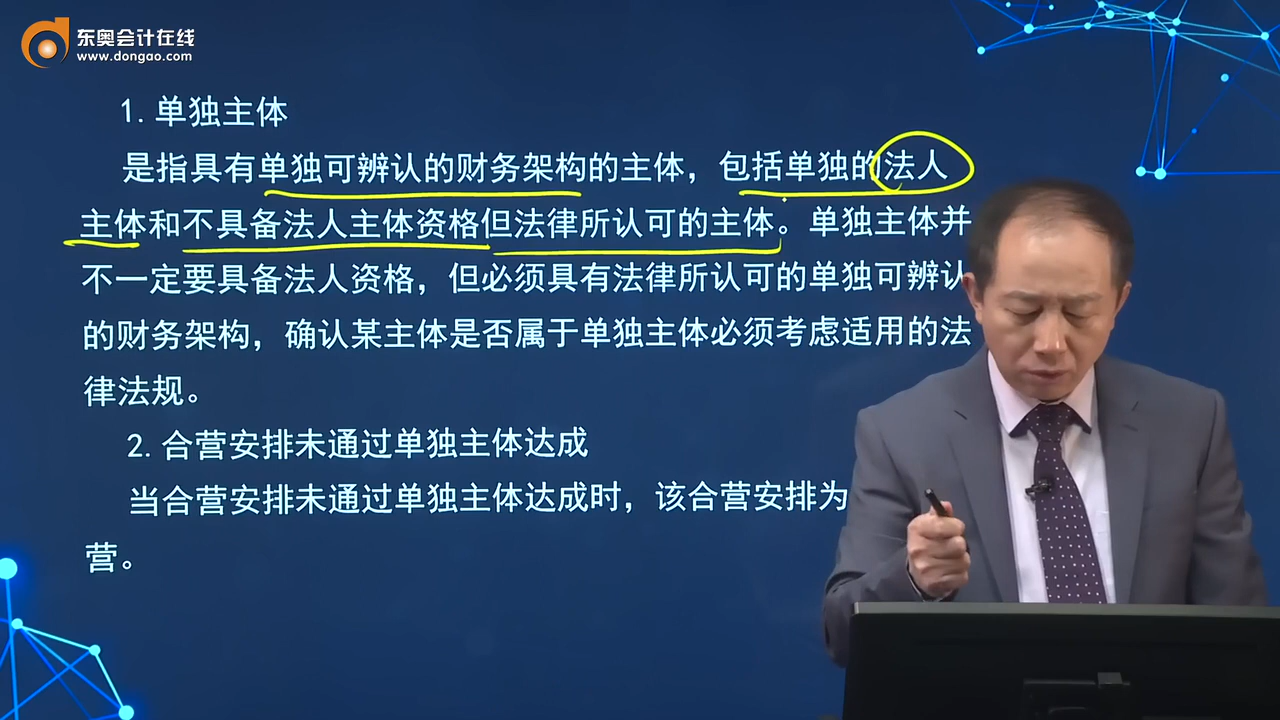 东奥会计在线
www.dongao.com
1.单独主体
是指具有单独可辨认的财务架构的主体，包括单独的法人
主体和不具备法人主体资格但法律所认可的主体。单独主体并
不一定要具备法人资格，但必须具有法律所认可的单独可辨认
的财务架构，确认某主体是否属于单独主体必须考虑适用的法
律法规。
2.合营安排未通过单独主体达成
当合营安排未通过单独主体达成时，该合营安排为
营。